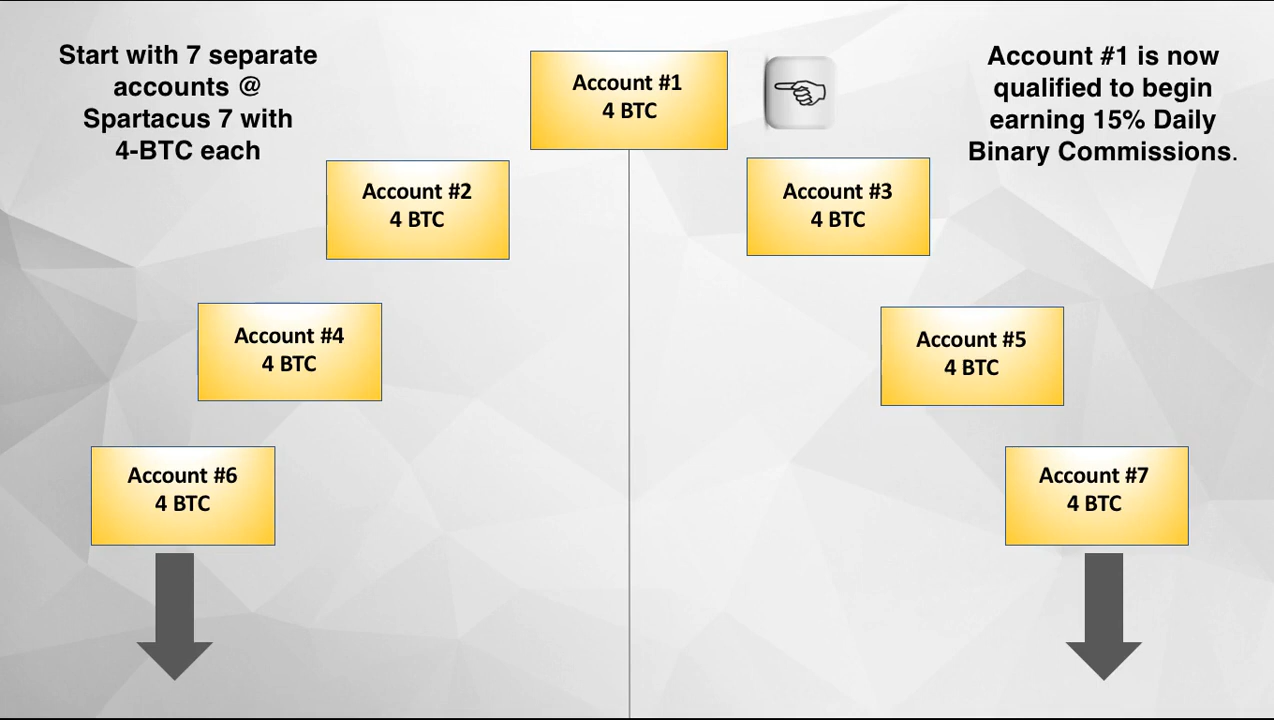 Start with 7 separate
accounts @
Spartacus 7 with
4-BTC each
Account #1
4 BTC
Account #1 is now
qualified to begin
earning 15% Daily
Binary Commissions.
Account #2
4 BTC
Account #3
4 BTC
Account #4
4 BTC
Account #5
4 BTC
Account #6
4 BTC
Account #7
4 BTC